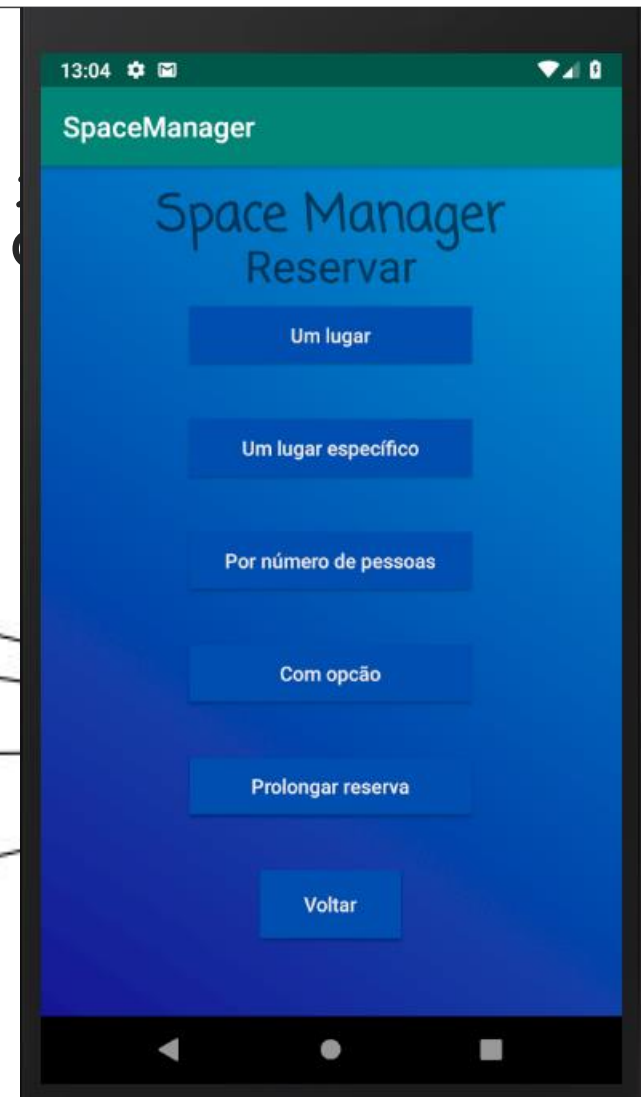 13:04
SpaceManager
Space Manager
Reservar
Um lugar
Um lugar específico
Por número de pessoas
Com opcão
Prolongar reserva
Voltar